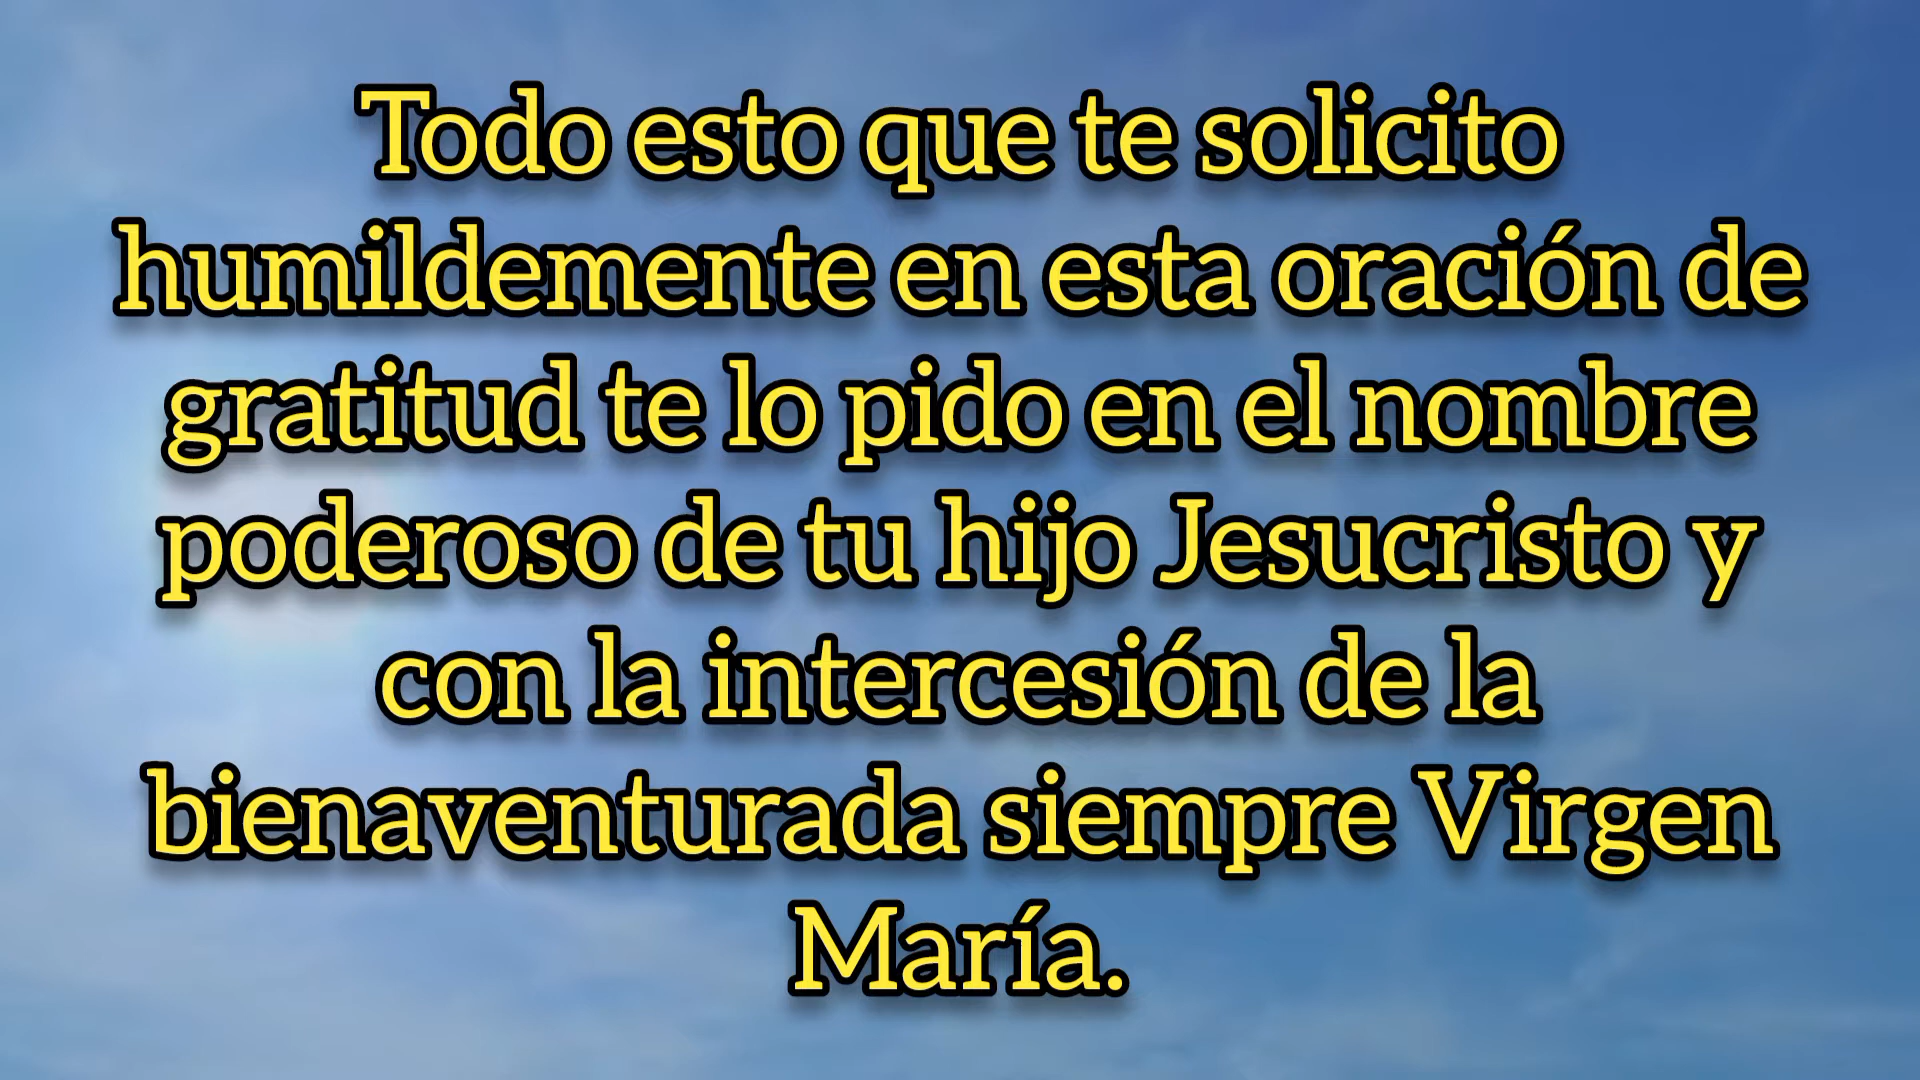 Todo esto que te solicito
humildemente en esta oración de
gratitud te lo pido en el nombre
poderoso de tu hijo Jesucristo y
con la intercesión de la
bienaventurada siempre Virgen
María.